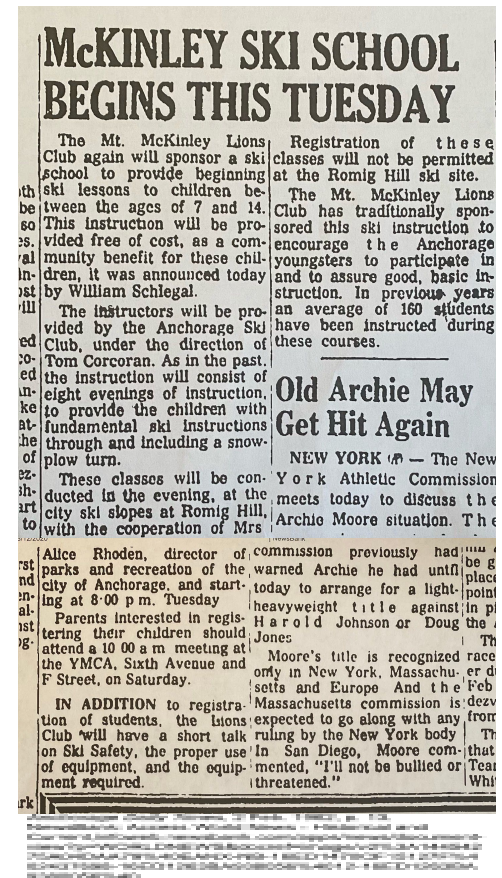 McKINLEY SKI SCHOOL
BEGINS THIS TUESDAY
The Mt. McKinley Lions
Club again will sponsor a ski
school to provide beginning
ski lessons to children be-
tween the ages of 7 and 14.
This instruction will be pro-
vided free of cost, as a com-
munity benefit for these chil-
dren, it was announced today
by William Schlegal.
The instructors will be pro-
vided by the Anchorage Ski
Club, under the direction of
Tom Corcoran. As in the past,
the instruction will consist of
eight evenings of instruction,
to provide the children with
fundamental ski instructions
through and including a snow-
plow turn.
These classes will be con-
ducted in the evening, at the
city ski slopes at Romig Hill,
with the cooperation of Mrs
Alice Rhoden, director of
parks and recreation of the
city of Anchorage, and start-
ing at 8:00 p m. Tuesday
Parents interested in regis-
tering their children should
attend a 10 00 a m meeting at
the YMCA, Sixth Avenue and
F Street, on Saturday.
IN ADDITION to registra-
tion of students, the Lions
Club will have a short talk
on Ski Safety, the proper use
of equipment, and the equip-
ment required.
Registration of these
classes will not be permitted
at the Romig Hill ski site.
The Mt. McKinley Lions
Club has traditionally spon-
sored this ski instruction to
encourage the Anchorage
youngsters to participate in
and to assure good, basic in-
struction. In previous years
an average of 160 students
have been instructed during
these courses.
Old Archie May
Get Hit Again
NEW YORK — The New
York Athletic Commission
meets today to discuss the
Archie Moore situation. The
commission previously had
warned Archie he had until
today to arrange for a light-
heavyweight title against
Harold Johnson or Doug
Jones
Moore's title is recognized
only in New York, Massachu-
setts and Europe And the
Massachusetts commission is
expected to go along with any
ruling by the New York body
In San Diego, Moore com-
mented, "I'll not be bullied or
threatened."